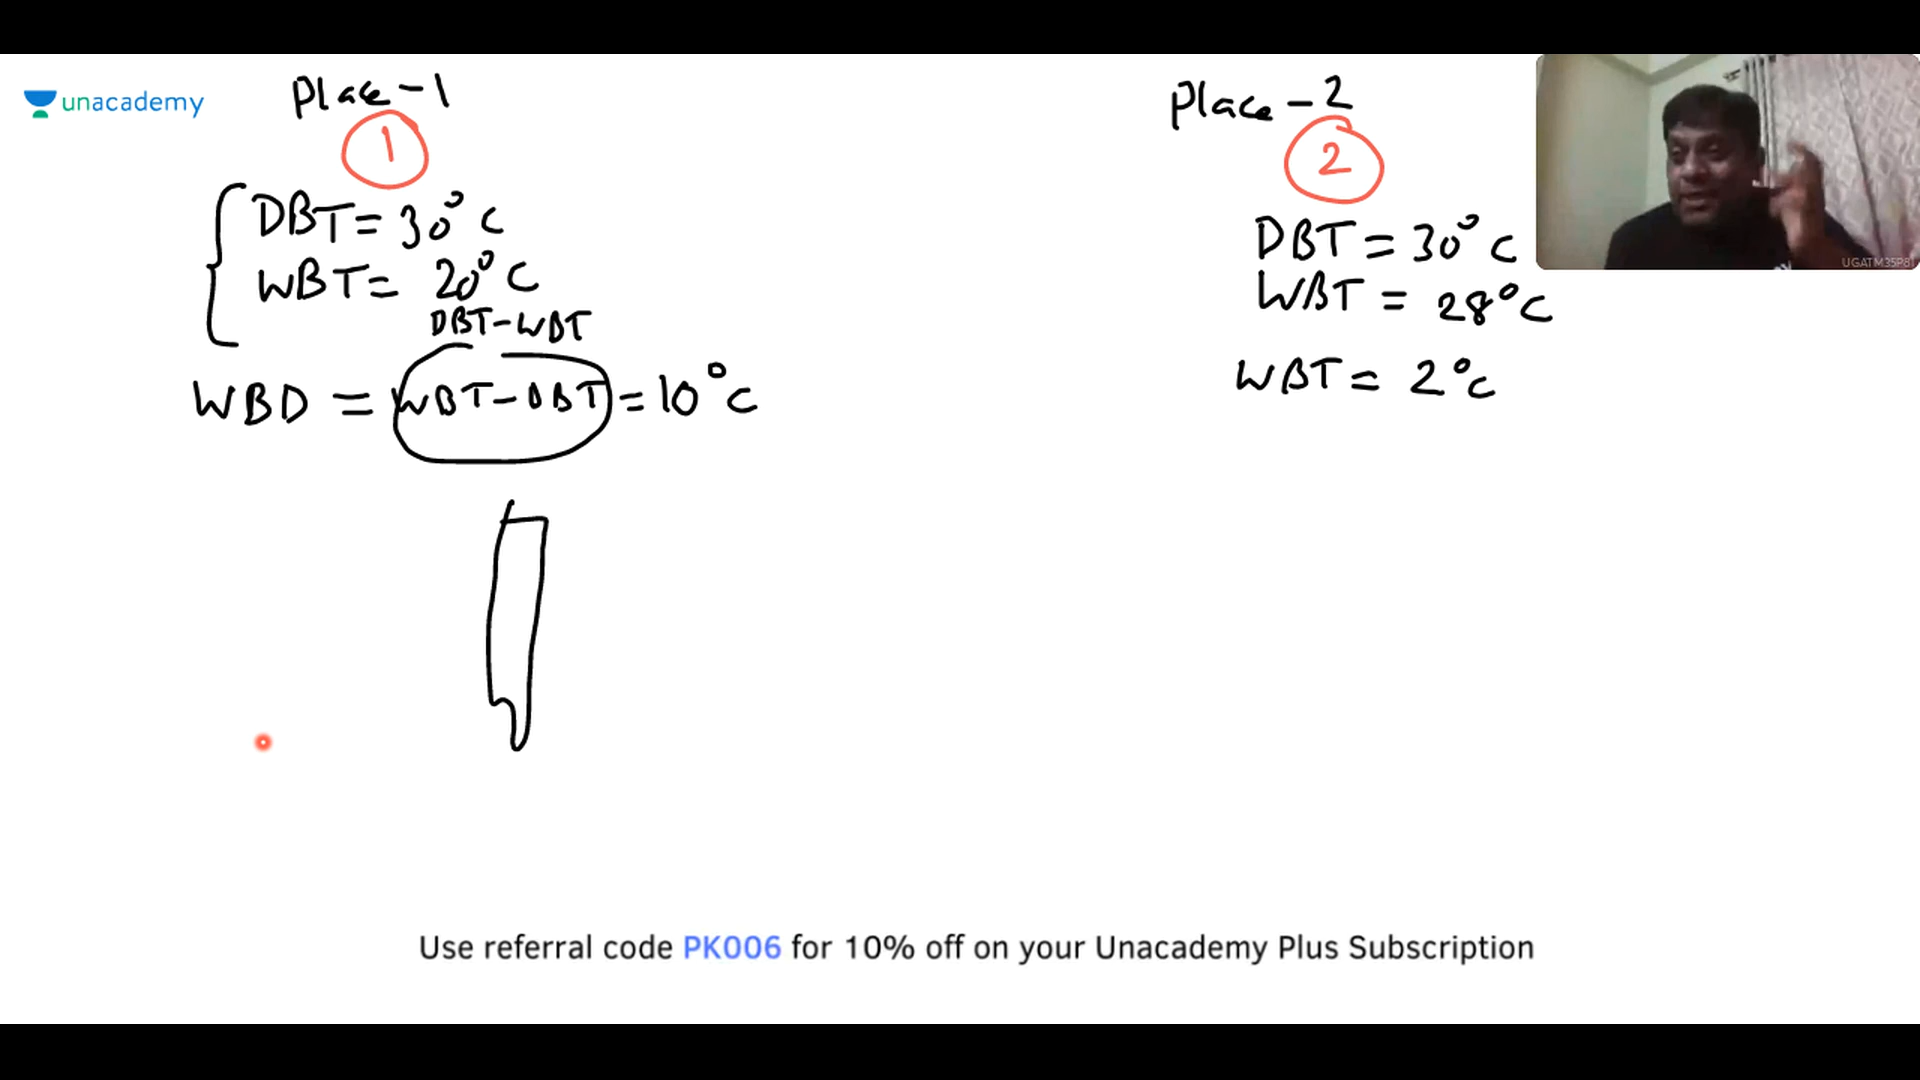 unacademy
Place-1
1
DBT = 30°C
WBT = 20°C
DBT-WBT
WBD = WBT-DBT = 10°C
Place-2
2
DBT = 30°C
WBT = 28°C
WBT = 2°C
UGATM35P8T
Use referral code PK006 for 10% off on your Unacademy Plus Subscription